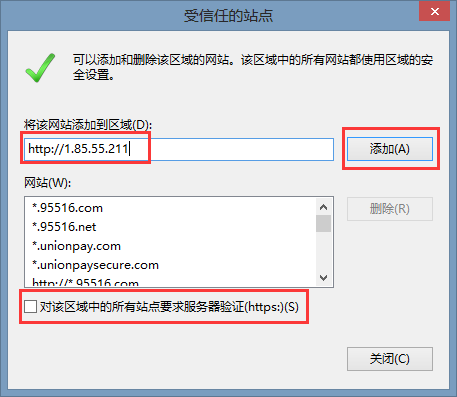 受信任的站点
可以添加和删除该区域的网站。该区域中的所有网站都使用区域的安
全设置。
将该网站添加到区域(D):
http://1.85.55.211
添加(A)
网站(W):
*.95516.com
*.95516.net
*.unionpay.com
*.unionpaysecure.com
http://*.95516.com
删除(R)
对该区域中的所有站点要求服务器验证(https:)(S)
关闭(C)